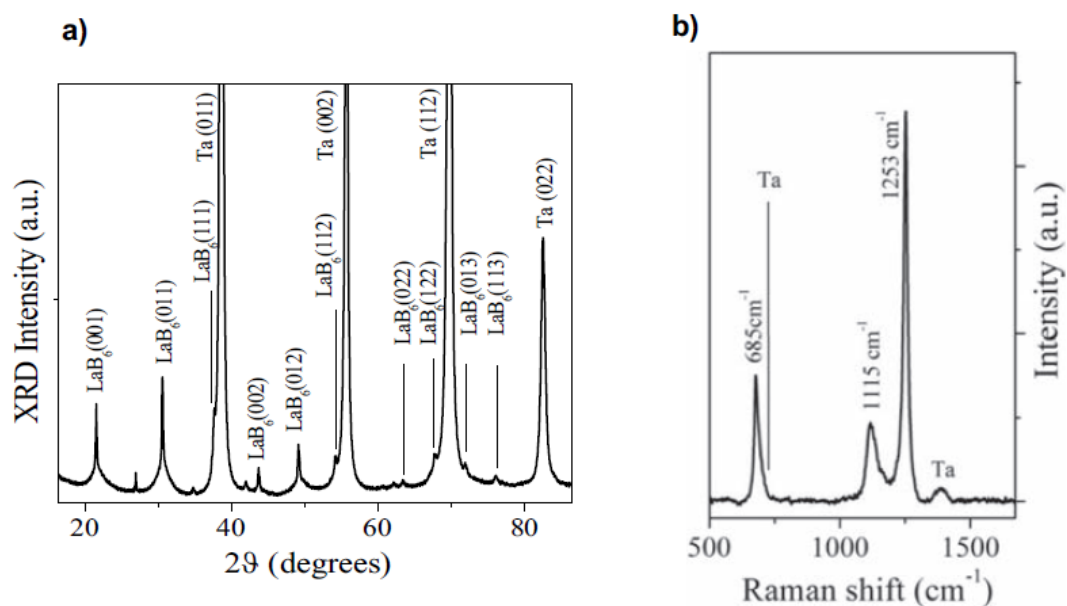 a)
XRD Intensity (a.u.)
LaB₆(001)
LaB₆(011)
LaB₆(111)
Ta (011)
LaB₆(002)
LaB₆(012)
LaB₆(112)
Ta (002)
LaB₆(022)
LaB₆(122)
Ta (112)
LaB₆(013)
LaB₆(113)
Ta (022)
20
40
60
80
2ϑ (degrees)
b)
685cm⁻¹
Ta
1115 cm⁻¹
1253 cm⁻¹
Ta
Intensity (a.u.)
500
1000
1500
Raman shift (cm⁻¹)